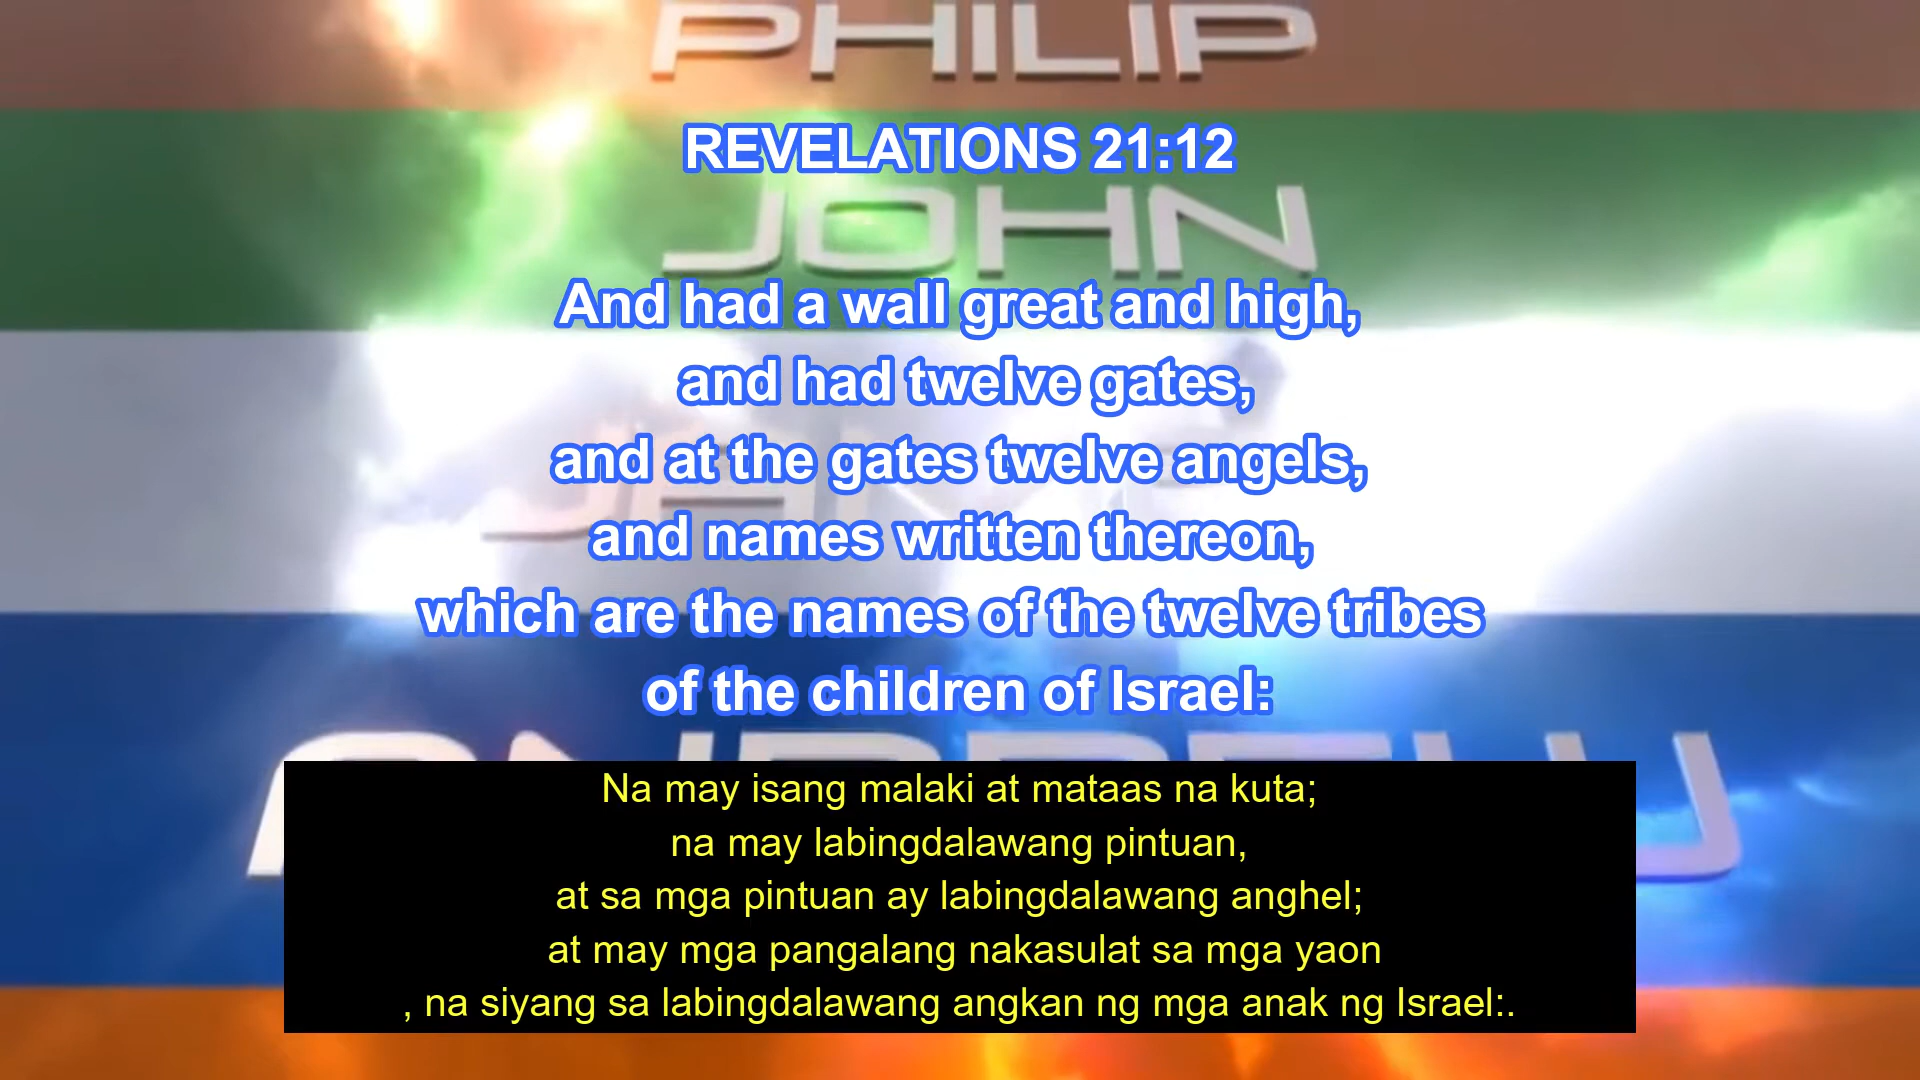 PHILIP
REVELATIONS 21:12
JOHN
And had a wall great and high,
and had twelve gates,
and at the gates twelve angels,
and names written thereon,
which are the names of the twelve tribes
of the children of Israel:
Na may isang malaki at mataas na kuta;
na may labingdalawang pintuan,
at sa mga pintuan ay labingdalawang anghel;
at may mga pangalang nakasulat sa mga yaon
, na siyang sa labingdalawang angkan ng mga anak ng Israel:.